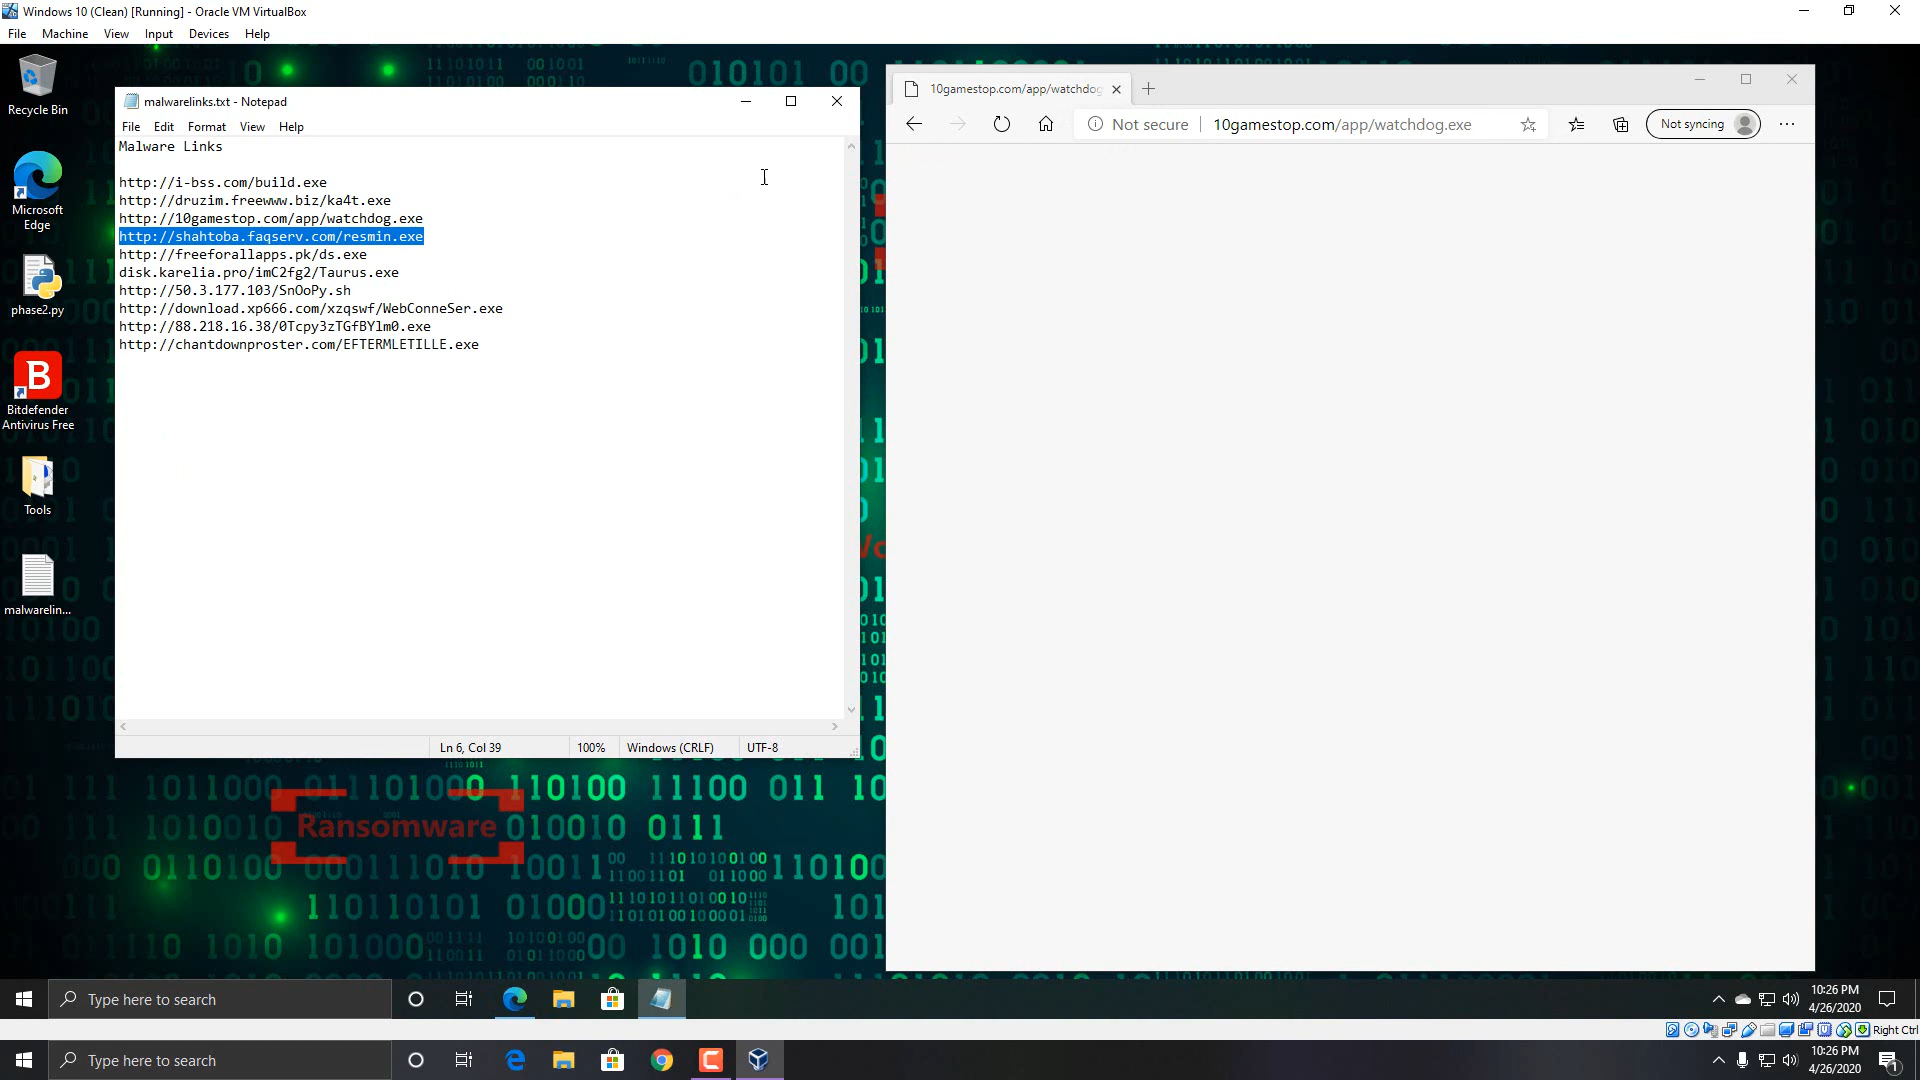 Windows 10 (Clean) [Running] - Oracle VM VirtualBox
File Machine View Input Devices Help
Recycle Bin
Microsoft
Edge
phase2.py
Bitdefender
Antivirus Free
Tools
malwarelin...
malwarelinks.txt - Notepad
File Edit Format View Help
Malware Links
http://i-bss.com/build.exe
http://druzim.freewww.biz/ka4t.exe
http://10gamestop.com/app/watchdog.exe
http://shahtoba.faqserv.com/resmin.exe
http://freeforallapps.pk/ds.exe
disk.karelia.pro/imC2fg2/Taurus.exe
http://50.3.177.103/SnOoPy.sh
http://download.xp666.com/xzqswf/WebConneSer.exe
http://88.218.16.38/0Tcpy3zTGfBYlm0.exe
http://chantdownproster.com/EFTERMLETILLE.exe
Ln 6, Col 39 100% Windows (CRLF) UTF-8
10gamestop.com/app/watchdog
Not secure 10gamestop.com/app/watchdog.exe Not syncing
Ransomware
Type here to search
10:26 PM
4/26/2020
Right Ctrl
Type here to search
10:26 PM
4/26/2020
1